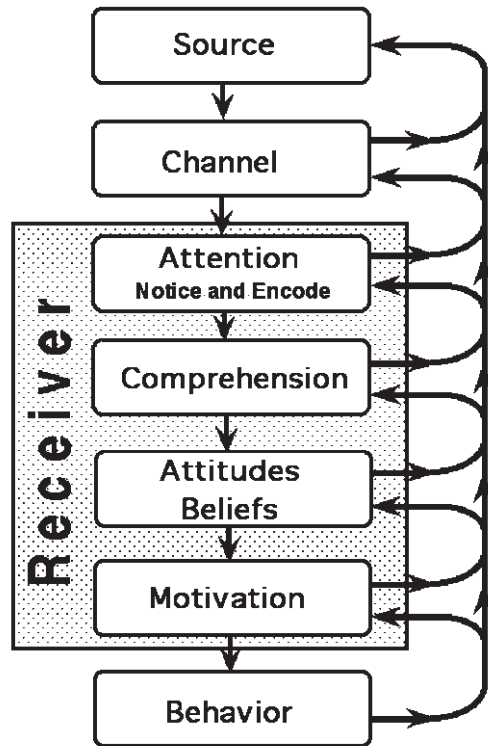 Source
Channel
Receiver
Attention
Notice and Encode
Comprehension
Attitudes
Beliefs
Motivation
Behavior